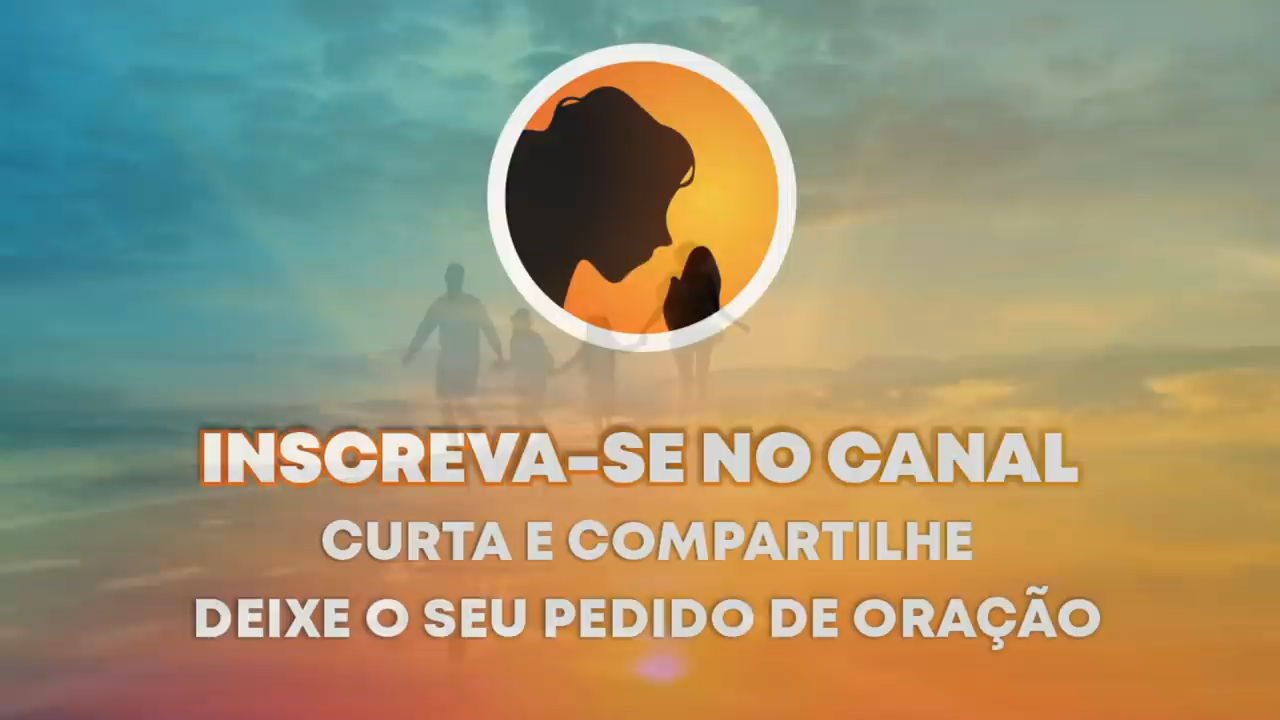 INSCREVA-SE NO CANAL
CURTA E COMPARTILHE
DEIXE O SEU PEDIDO DE ORAÇÃO